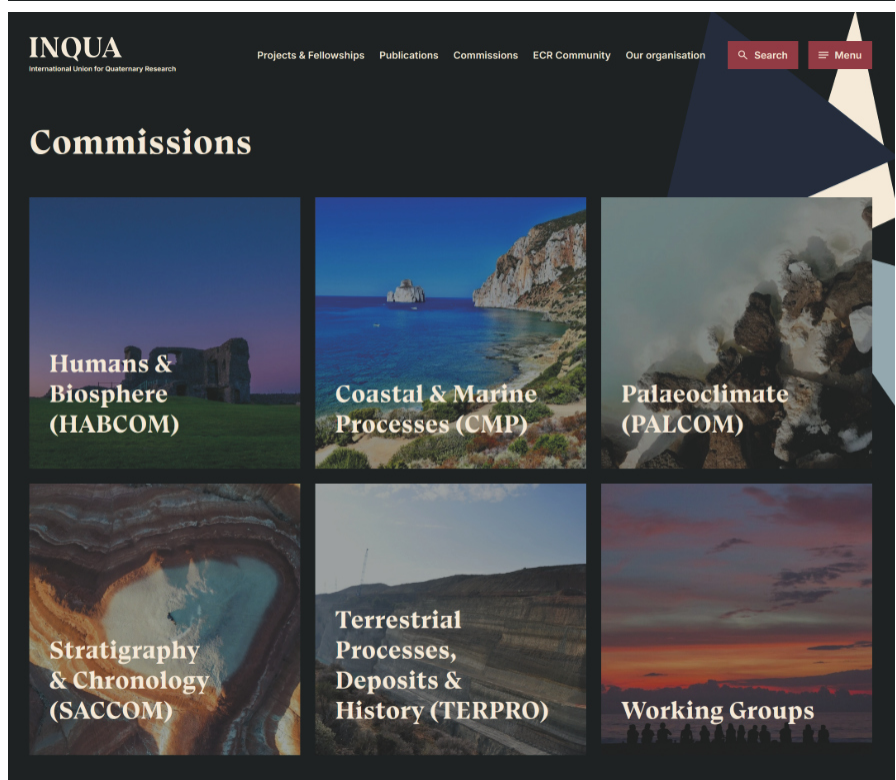 INQUA
International Union for Quaternary Research
Projects & Fellowships
Publications
Commissions
ECR Community
Our organisation
Search
Menu
Commissions
Humans &
Biosphere
(HABCOM)
Coastal & Marine
Processes (CMP)
Palaeoclimate
(PALCOM)
Stratigraphy
& Chronology
(SACCOM)
Terrestrial
Processes,
Deposits &
History (TERPRO)
Working Groups